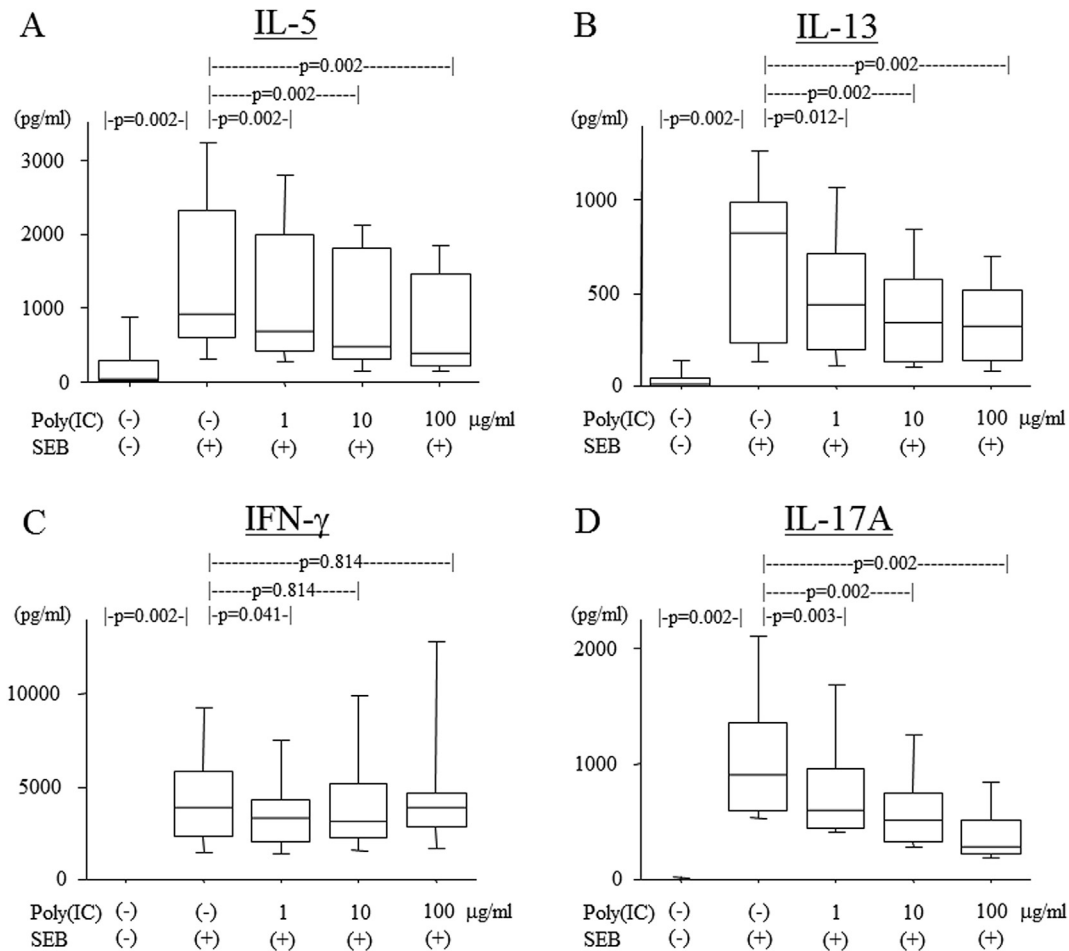 A IL-5
|-------------p=0.002-------------|
|------p=0.002------|
(pg/ml) |-p=0.002-| |-p=0.002-|
3000
2000
1000
0
Poly(IC) (-) (-) 1 10 100 μg/ml
SEB (-) (+) (+) (+) (+)
B IL-13
|-------------p=0.002-------------|
|------p=0.002------|
(pg/ml) |-p=0.002-| |-p=0.012-|
1000
500
0
Poly(IC) (-) (-) 1 10 100 μg/ml
SEB (-) (+) (+) (+) (+)
C IFN-γ
|-------------p=0.814-------------|
|------p=0.814------|
(pg/ml) |-p=0.002-| |-p=0.041-|
10000
5000
0
Poly(IC) (-) (-) 1 10 100 μg/ml
SEB (-) (+) (+) (+) (+)
D IL-17A
|-------------p=0.002-------------|
|------p=0.002------|
(pg/ml) |-p=0.002-| |-p=0.003-|
2000
1000
0
Poly(IC) (-) (-) 1 10 100 μg/ml
SEB (-) (+) (+) (+) (+)